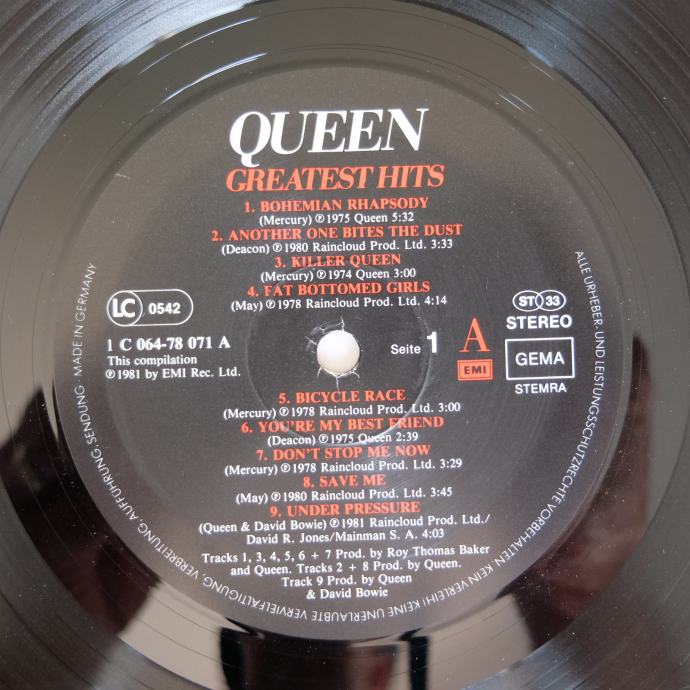 QUEEN
GREATEST HITS
1. BOHEMIAN RHAPSODY
(Mercury) ℗ 1975 Queen 5:32
2. ANOTHER ONE BITES THE DUST
(Deacon) ℗ 1980 Raincloud Prod. Ltd. 3:33
3. KILLER QUEEN
(Mercury) ℗ 1974 Queen 3:00
4. FAT BOTTOMED GIRLS
(May) ℗ 1978 Raincloud Prod. Ltd. 4:14
LC 0542
1 C 064-78 071 A
This compilation
℗ 1981 by EMI Rec. Ltd.
Seite 1
A
EMI
ST 33
STEREO
GEMA
STEMRA
5. BICYCLE RACE
(Mercury) ℗ 1978 Raincloud Prod. Ltd. 3:00
6. YOU'RE MY BEST FRIEND
(Deacon) ℗ 1975 Queen 2:39
7. DON'T STOP ME NOW
(Mercury) ℗ 1978 Raincloud Prod. Ltd. 3:29
8. SAVE ME
(May) ℗ 1980 Raincloud Prod. Ltd. 3:45
9. UNDER PRESSURE
(Queen & David Bowie) ℗ 1981 Raincloud Prod. Ltd./
David R. Jones/Mainman S. A. 4:03
Tracks 1, 3, 4, 5, 6 + 7 Prod. by Roy Thomas Baker
and Queen. Tracks 2 + 8 Prod. by Queen.
Track 9 Prod. by Queen
& David Bowie
ALLE URHEBER- UND LEISTUNGSSCHUTZRECHTE VORBEHALTEN. KEIN VERLEIH! KEINE UNERLAUBTE VERVIELFÄLTIGUNG, VERBREITUNG, AUFFÜHRUNG, SENDUNG · MADE IN GERMANY